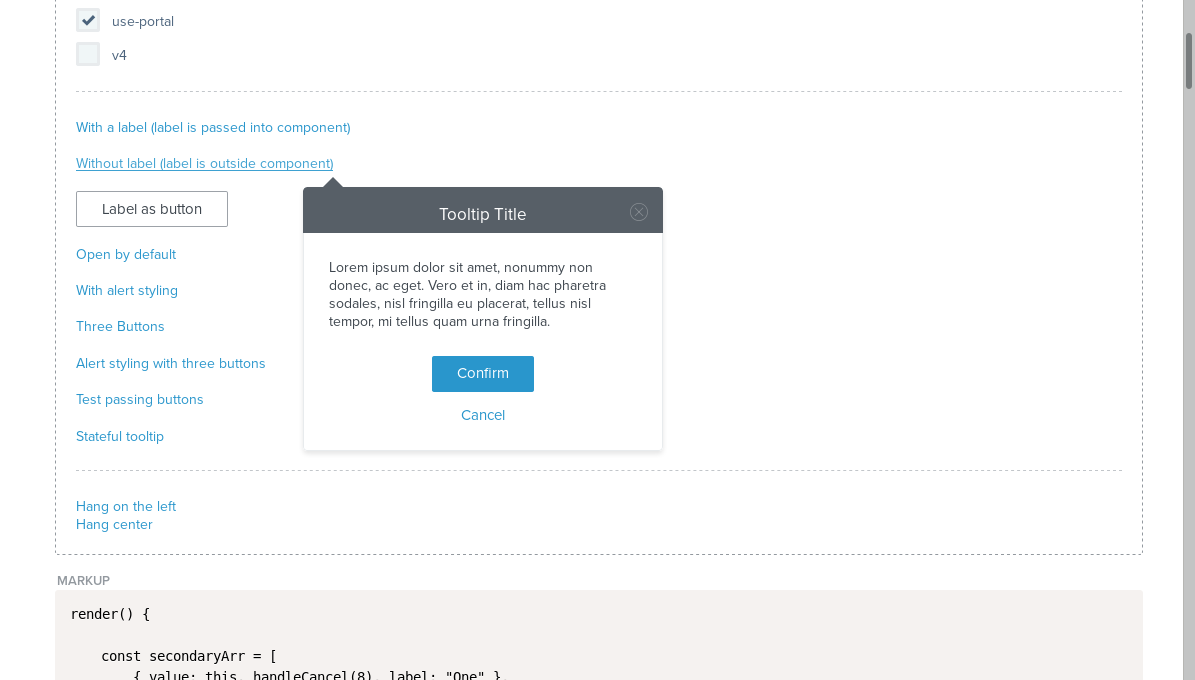 use-portal
v4
With a label (label is passed into component)
Without label (label is outside component)
Label as button
Tooltip Title
Lorem ipsum dolor sit amet, nonummy non
donec, ac eget. Vero et in, diam hac pharetra
sodales, nisl fringilla eu placerat, tellus nisl
tempor, mi tellus quam urna fringilla.
Confirm
Cancel
Open by default
With alert styling
Three Buttons
Alert styling with three buttons
Test passing buttons
Stateful tooltip
Hang on the left
Hang center
MARKUP
render() {
const secondaryArr = [
{ value: this. handleCancel(8), label: "One" },